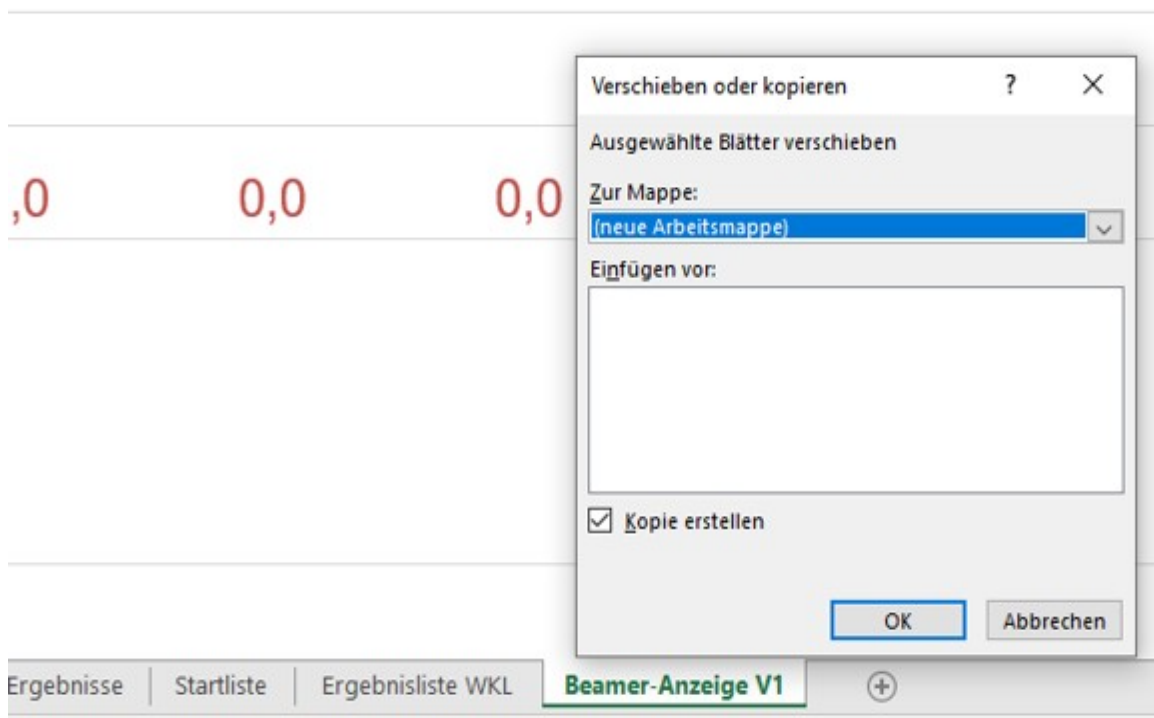 Verschieben oder kopieren ? X
Ausgewählte Blätter verschieben
Zur Mappe:
(neue Arbeitsmappe)
Einfügen vor:
Kopie erstellen
OK Abbrechen
,0 0,0 0,0
Ergebnisse Startliste Ergebnisliste WKL Beamer-Anzeige V1